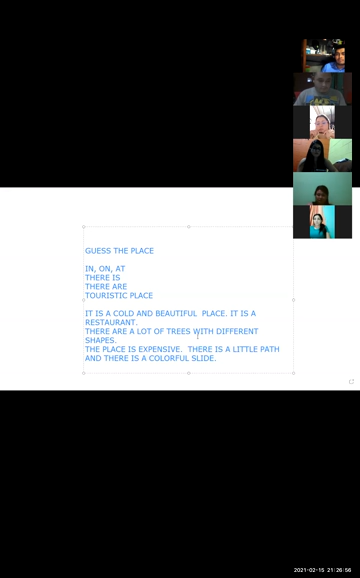 GUESS THE PLACE
IN, ON, AT
THERE IS
THERE ARE
TOURISTIC PLACE
IT IS A COLD AND BEAUTIFUL PLACE. IT IS A
RESTAURANT.
THERE ARE A LOT OF TREES WITH DIFFERENT
SHAPES.
THE PLACE IS EXPENSIVE. THERE IS A LITTLE PATH
AND THERE IS A COLORFUL SLIDE.
2021-02-15 21:26:56